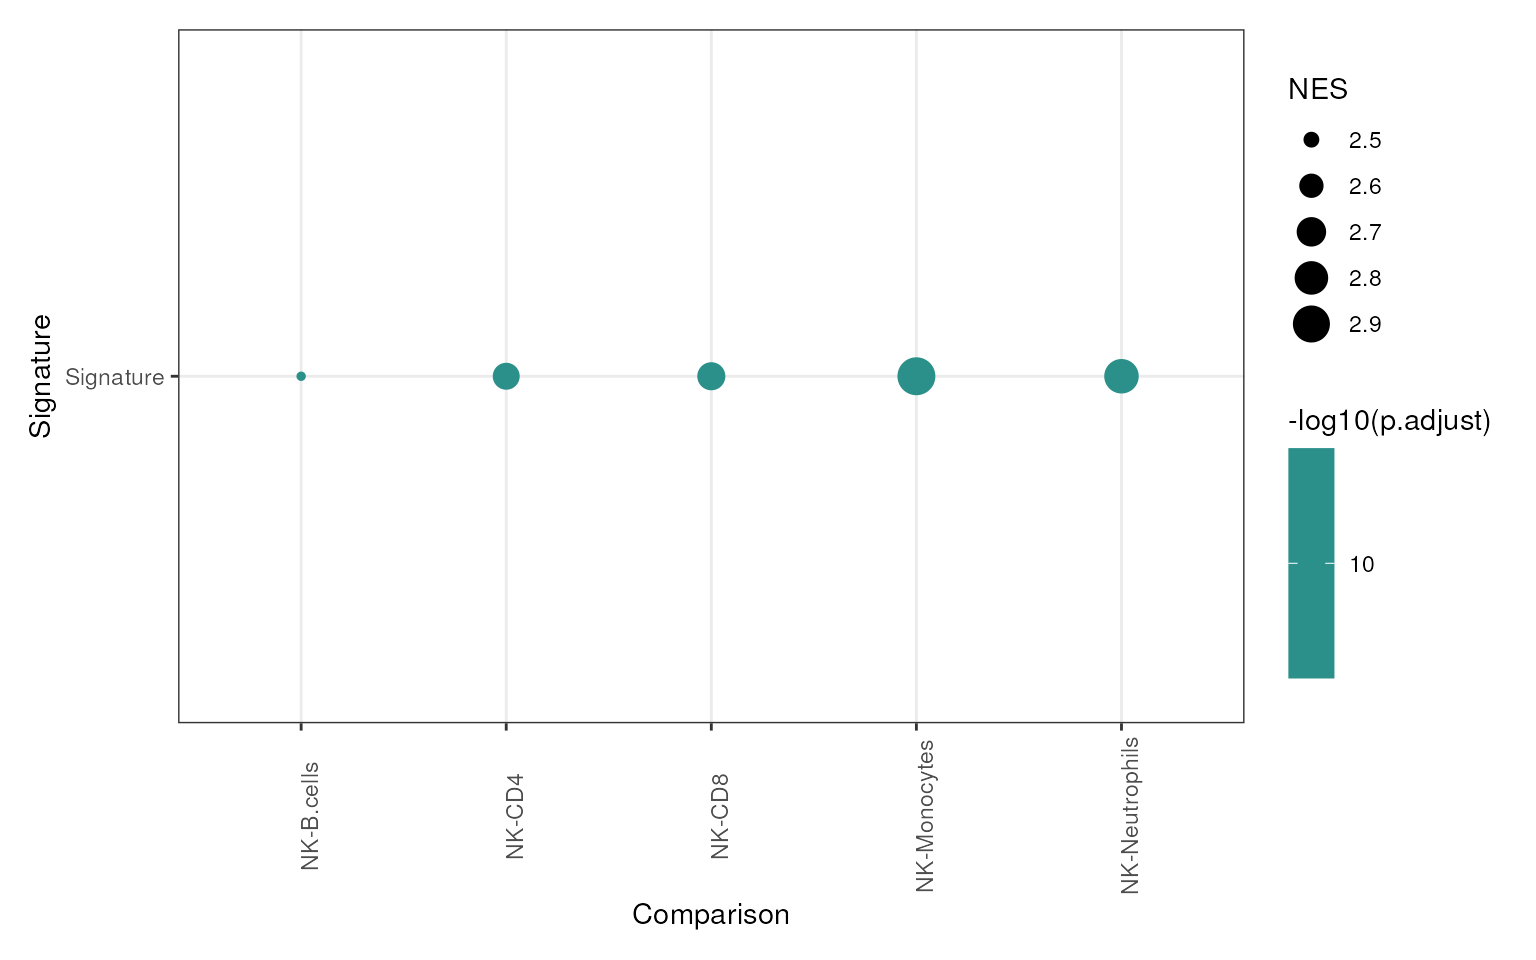 NES
2.5
2.6
2.7
2.8
2.9
-log10(p.adjust)
10
Signature
Signature
NK-B.cells
NK-CD4
NK-CD8
NK-Monocytes
NK-Neutrophils
Comparison